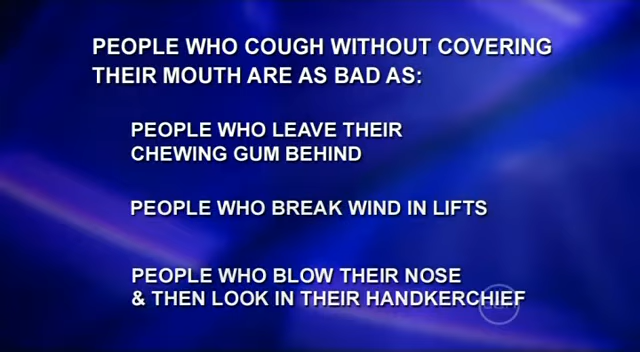 PEOPLE WHO COUGH WITHOUT COVERING
THEIR MOUTH ARE AS BAD AS:
PEOPLE WHO LEAVE THEIR
CHEWING GUM BEHIND
PEOPLE WHO BREAK WIND IN LIFTS
PEOPLE WHO BLOW THEIR NOSE
& THEN LOOK IN THEIR HANDKERCHIEF